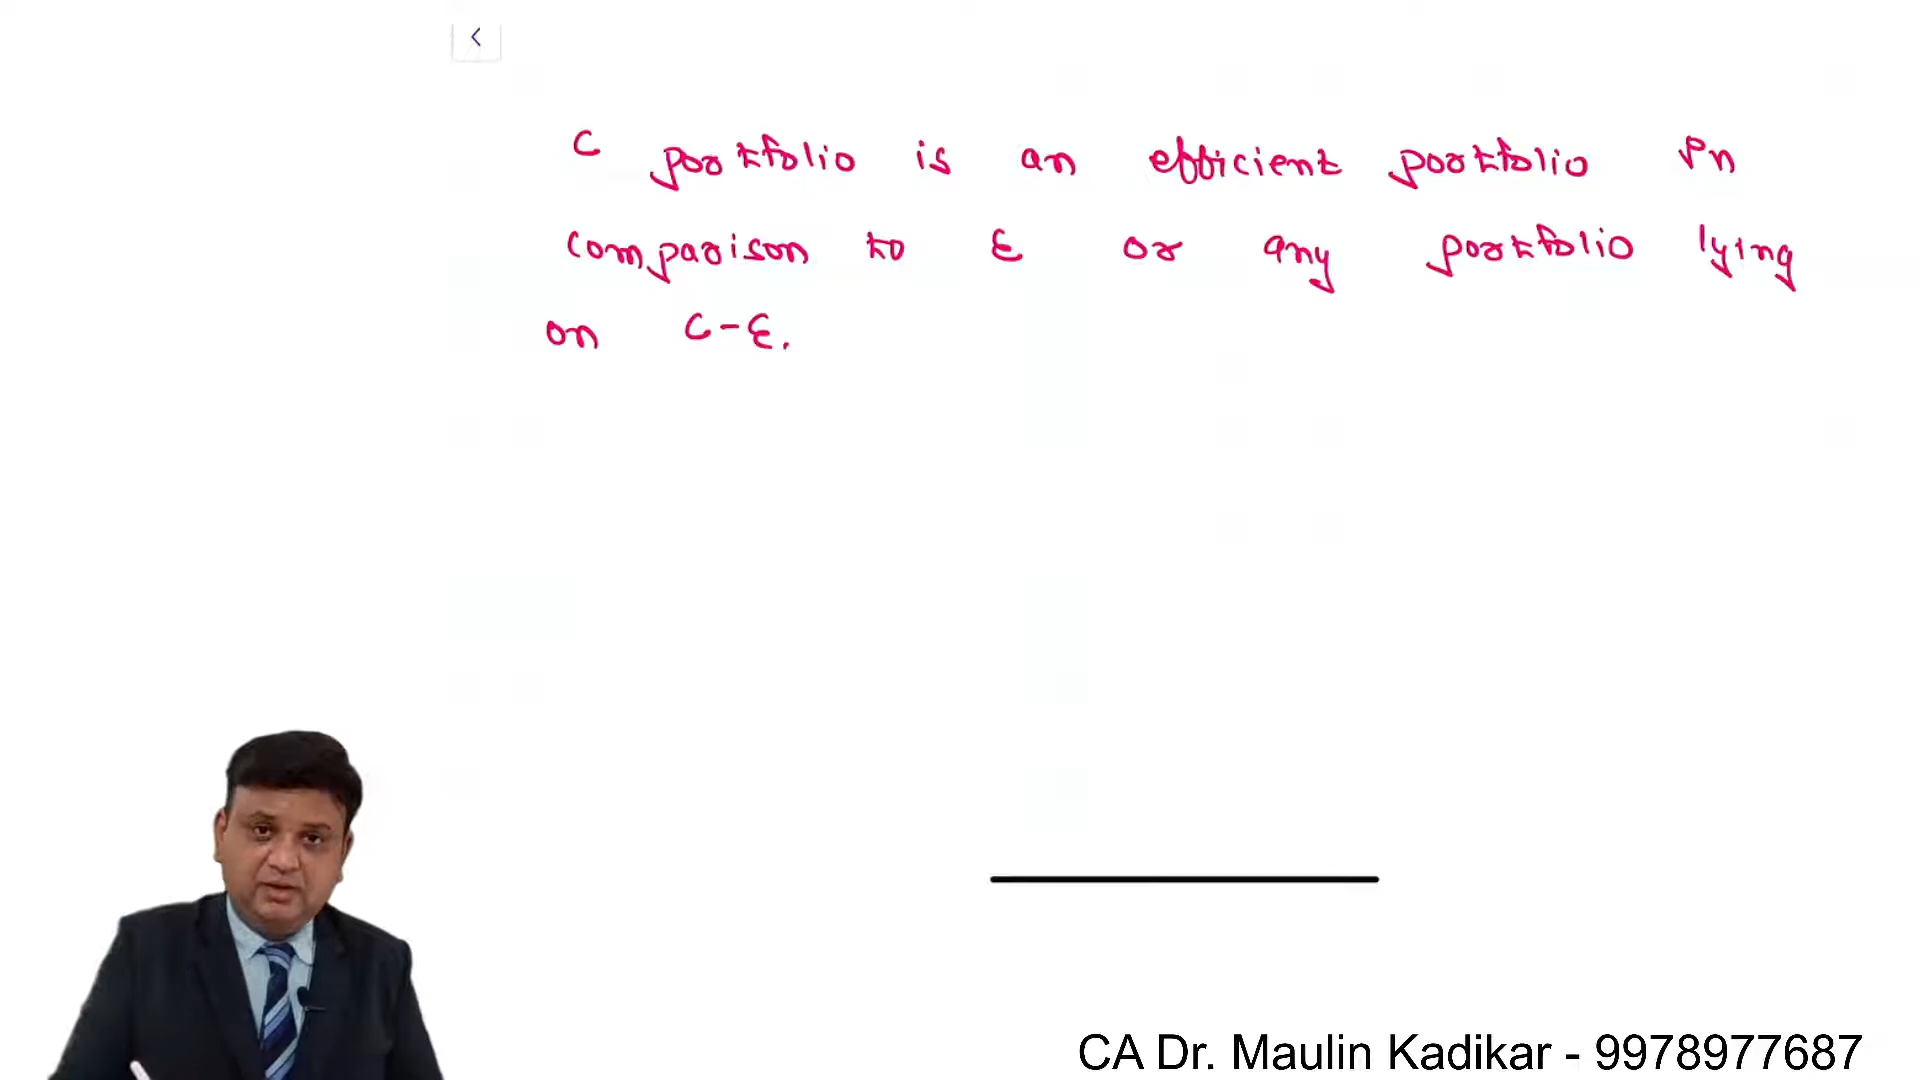 C portfolio is an efficient portfolio in
comparison to E or any portfolio lying
on C-E.
CA Dr. Maulin Kadikar - 9978977687